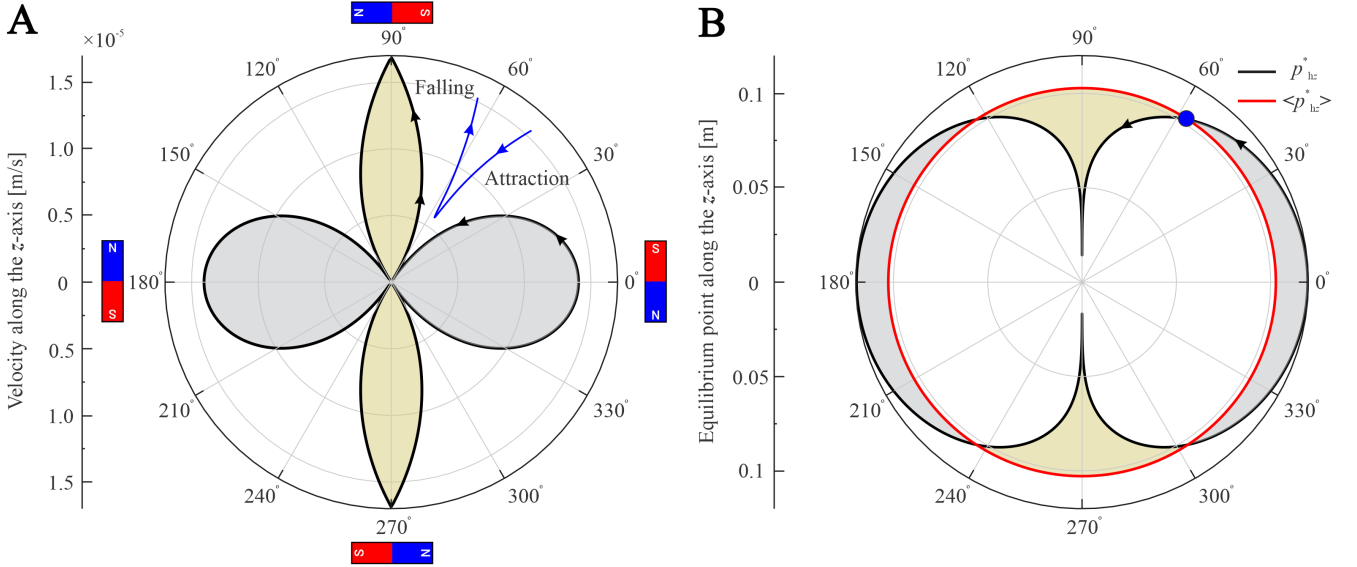 A
N S
×10⁻⁵
90°
120° 60°
Falling
1.5
1.0
0.5
0
0.5
1.0
1.5
Velocity along the z-axis [m/s]
150° 30°
Attraction
N
S
180° 0°
S
N
210° 330°
240° 300°
270°
S N
B
90°
120° 60°
p*hz
<p*hz>
0.1
0.05
0
0.05
0.1
Equilibrium point along the z-axis [m]
150° 30°
180° 0°
210° 330°
240° 300°
270°